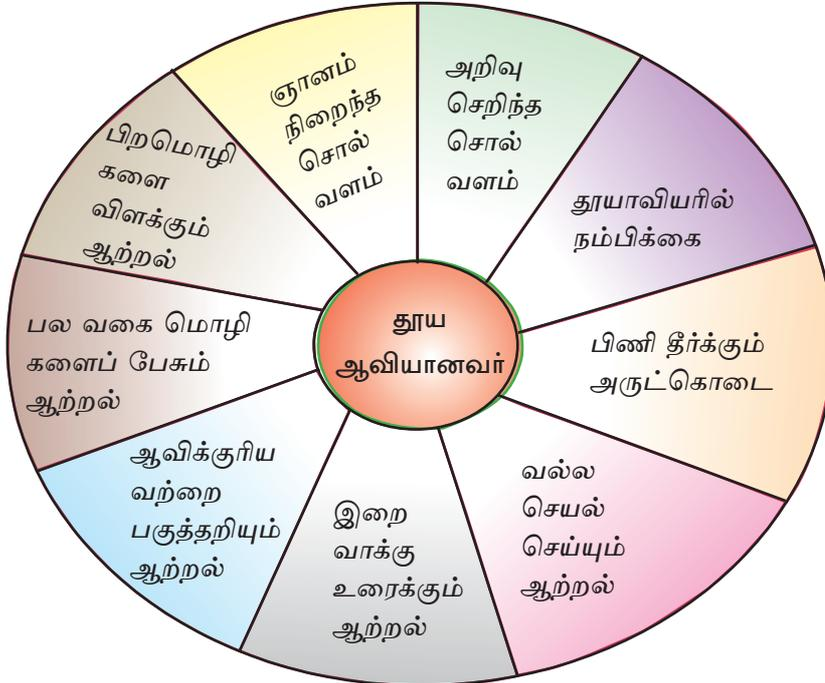 ஞானம்
நிறைந்த
சொல்
வளம்
அறிவு
செறிந்த
சொல்
வளம்
தூயாவியரில்
நம்பிக்கை
பிணி தீர்க்கும்
அருட்கொடை
வல்ல
செயல்
செய்யும்
ஆற்றல்
இறை
வாக்கு
உரைக்கும்
ஆற்றல்
ஆவிக்குரிய
வற்றை
பகுத்தறியும்
ஆற்றல்
பல வகை மொழி
களைப் பேசும்
ஆற்றல்
பிறமொழி
களை
விளக்கும்
ஆற்றல்
தூய
ஆவியானவர்